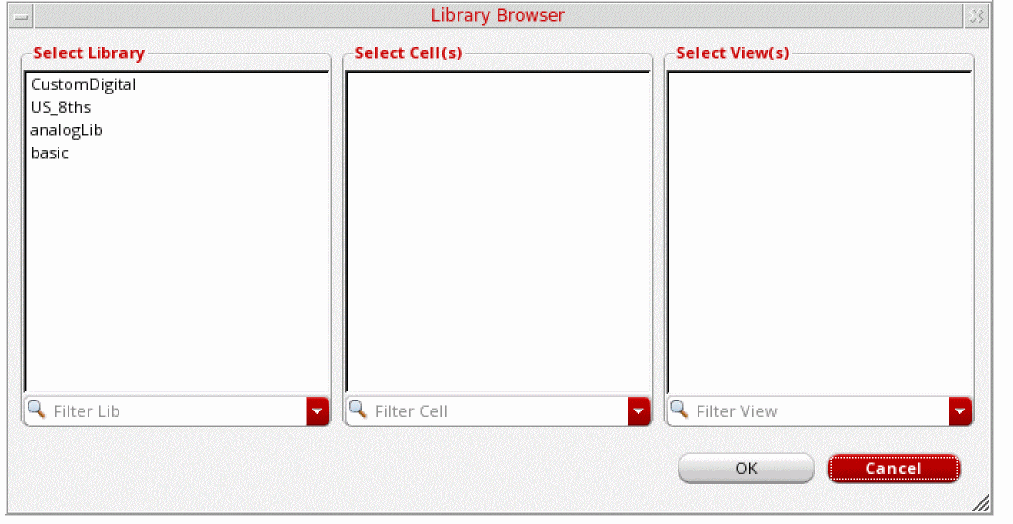 Library Browser
Select Library
Select Cell(s)
Select View(s)
CustomDigital
US_8ths
analogLib
basic
Filter Lib
Filter Cell
Filter View
OK
Cancel